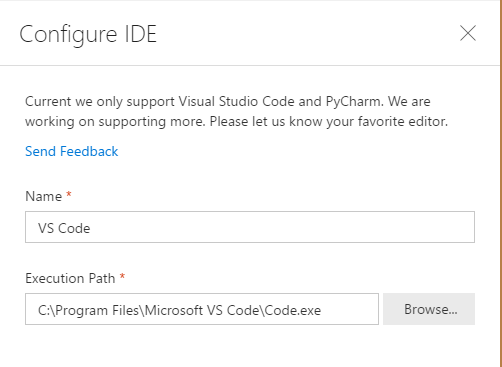 Configure IDE
Current we only support Visual Studio Code and PyCharm. We are
working on supporting more. Please let us know your favorite editor.
Send Feedback
Name *
VS Code
Execution Path *
C:\Program Files\Microsoft VS Code\Code.exe
Browse...